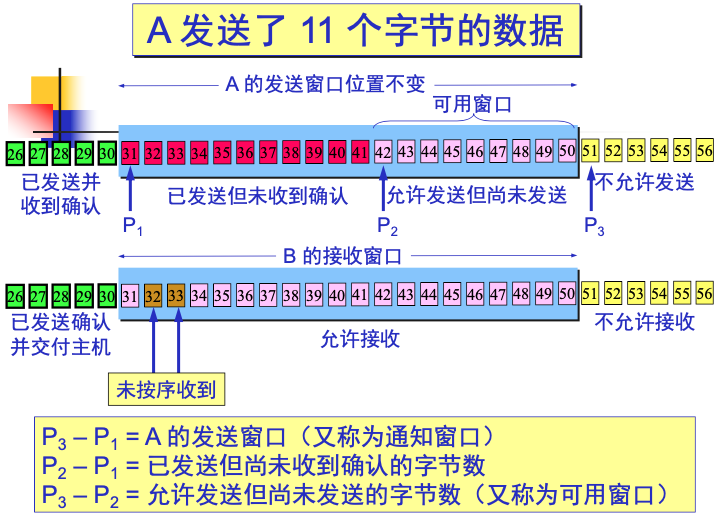 A 发送了 11 个字节的数据
A 的发送窗口位置不变
可用窗口
26 27 28 29 30 31 32 33 34 35 36 37 38 39 40 41 42 43 44 45 46 47 48 49 50 51 52 53 54 55 56
已发送并
收到确认
已发送但未收到确认
允许发送但尚未发送
不允许发送
P1
P2
P3
B 的接收窗口
26 27 28 29 30 31 32 33 34 35 36 37 38 39 40 41 42 43 44 45 46 47 48 49 50 51 52 53 54 55 56
已发送确认
并交付主机
允许接收
不允许接收
未按序收到
P3 – P1 = A 的发送窗口（又称为通知窗口）
P2 – P1 = 已发送但尚未收到确认的字节数
P3 – P2 = 允许发送但尚未发送的字节数（又称为可用窗口）